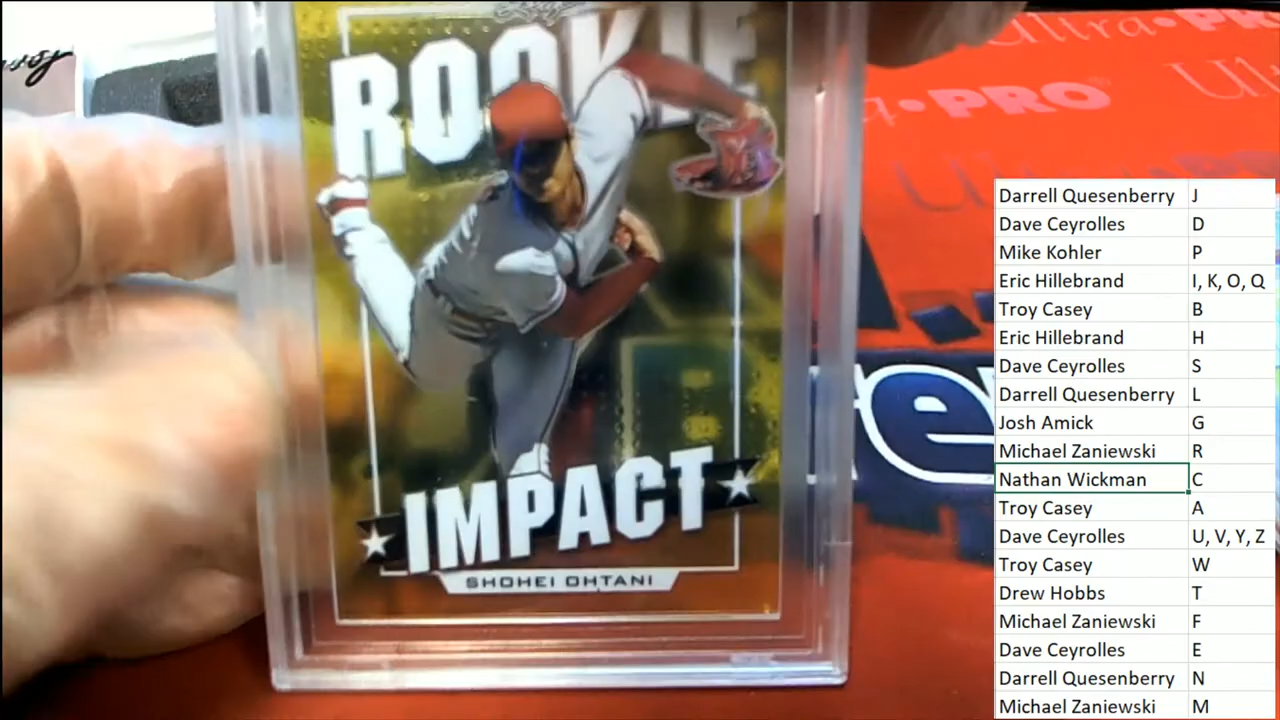 ROOKIE
IMPACT
SHOHEI OHTANI
Ultra•PRO
Darrell Quesenberry J
Dave Ceyrolles D
Mike Kohler P
Eric Hillebrand I, K, O, Q
Troy Casey B
Eric Hillebrand H
Dave Ceyrolles S
Darrell Quesenberry L
Josh Amick G
Michael Zaniewski R
Nathan Wickman C
Troy Casey A
Dave Ceyrolles U, V, Y, Z
Troy Casey W
Drew Hobbs T
Michael Zaniewski F
Dave Ceyrolles E
Darrell Quesenberry N
Michael Zaniewski M